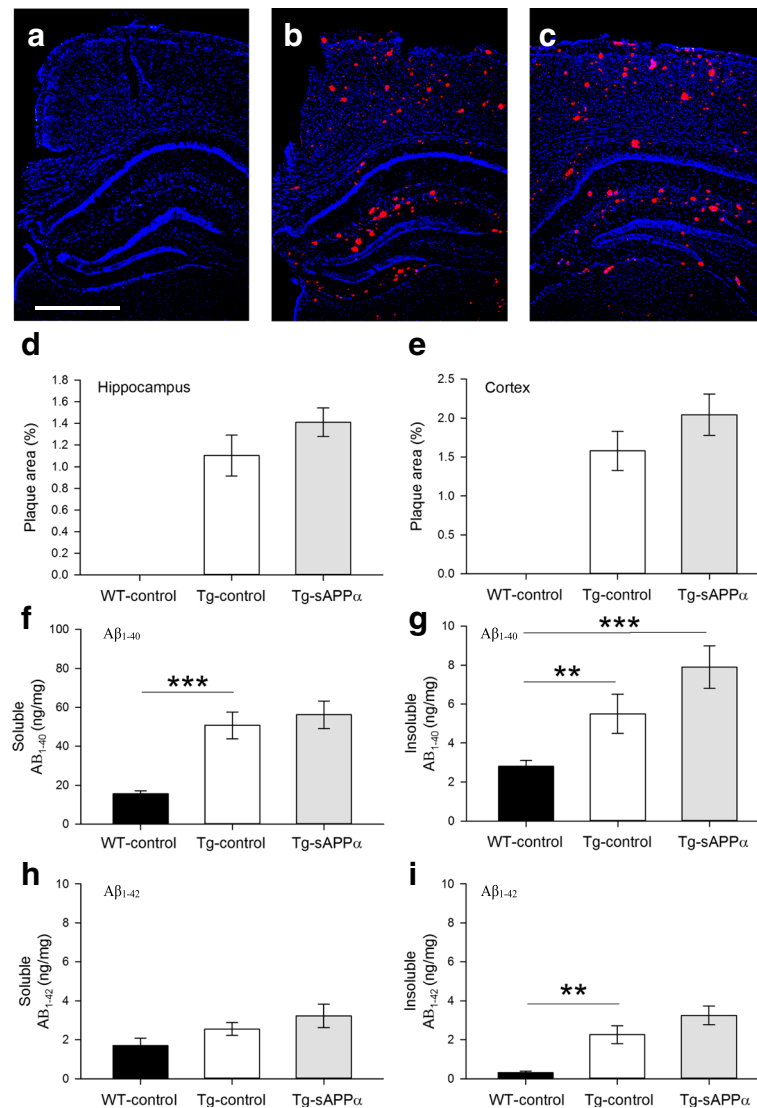 a
b
c
d
Hippocampus
Plaque area (%)
1.8
1.6
1.4
1.2
1.0
0.8
0.6
0.4
0.2
0.0
WT-control Tg-control Tg-sAPPα
e
Cortex
Plaque area (%)
2.5
2.0
1.5
1.0
0.5
0.0
WT-control Tg-control Tg-sAPPα
f
Aβ1-40
Soluble
AB1-40 (ng/mg)
100
80
60
40
20
0
***
WT-control Tg-control Tg-sAPPα
g
Aβ1-40
Insoluble
AB1-40 (ng/mg)
10
8
6
4
2
0
***
**
WT-control Tg-control Tg-sAPPα
h
Aβ1-42
Soluble
AB1-42 (ng/mg)
10
8
6
4
2
0
WT-control Tg-control Tg-sAPPα
i
Aβ1-42
Insoluble
AB1-42 (ng/mg)
10
8
6
4
2
0
**
WT-control Tg-control Tg-sAPPα